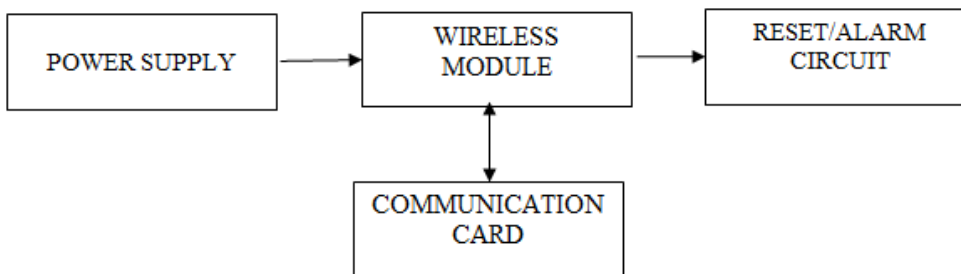 POWER SUPPLY
WIRELESS
MODULE
RESET/ALARM
CIRCUIT
COMMUNICATION
CARD